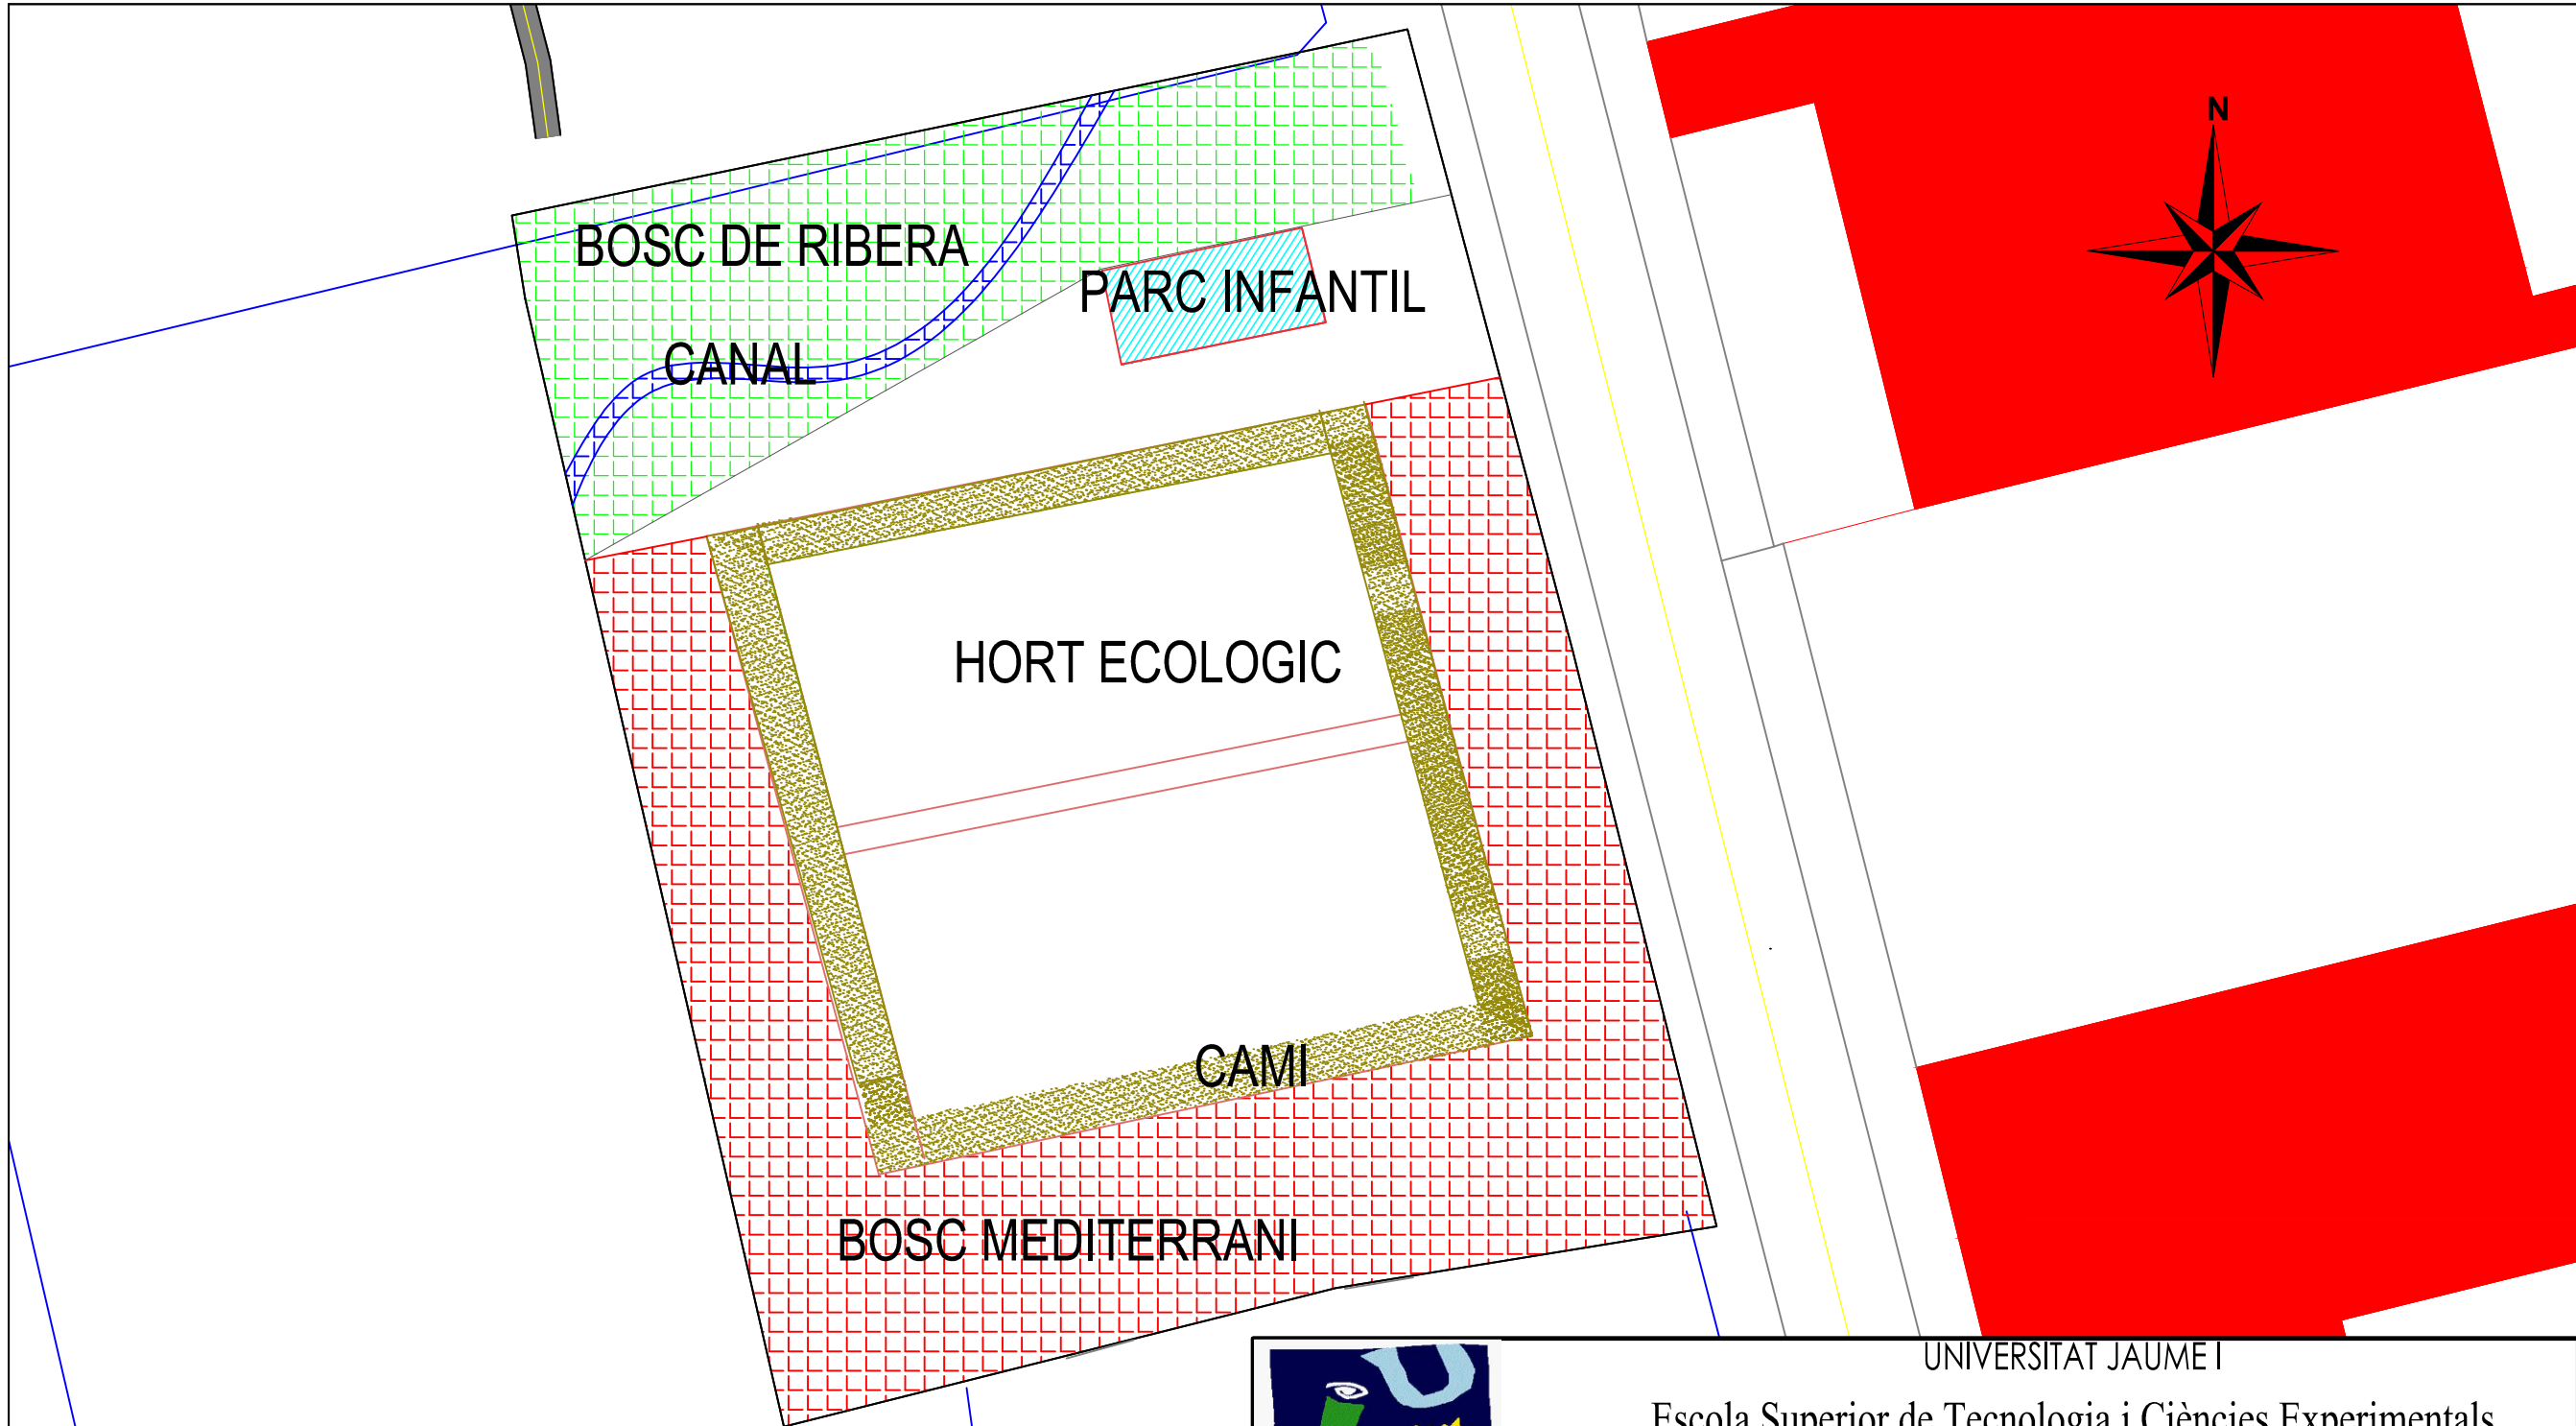 N
BOSC DE RIBERA
PARC INFANTIL
CANAL
HORT ECOLOGIC
CAMI
BOSC MEDITERRANI
UNIVERSITAT JAUME I
Escola Superior de Tecnologia i Ciències Experimentals